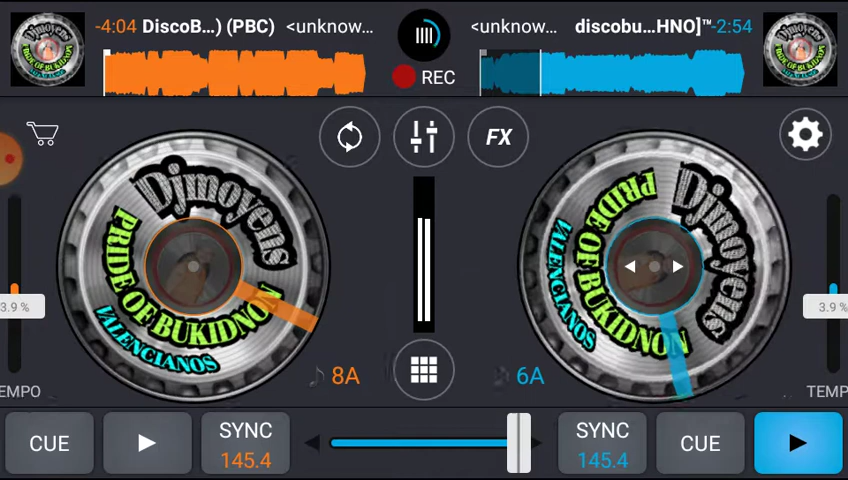 -4:04 DiscoB...) (PBC) <unknow...
<unknow... discobu...HNO]™ -2:54
REC
FX
Djmoyens
PRIDE OF BUKIDNON
VALENCIANOS
Djmoyens
PRIDE OF BUKIDNON
VALENCIANOS
3.9 %
3.9 %
8A
6A
EMPO
TEMP
CUE
SYNC
145.4
SYNC
145.4
CUE